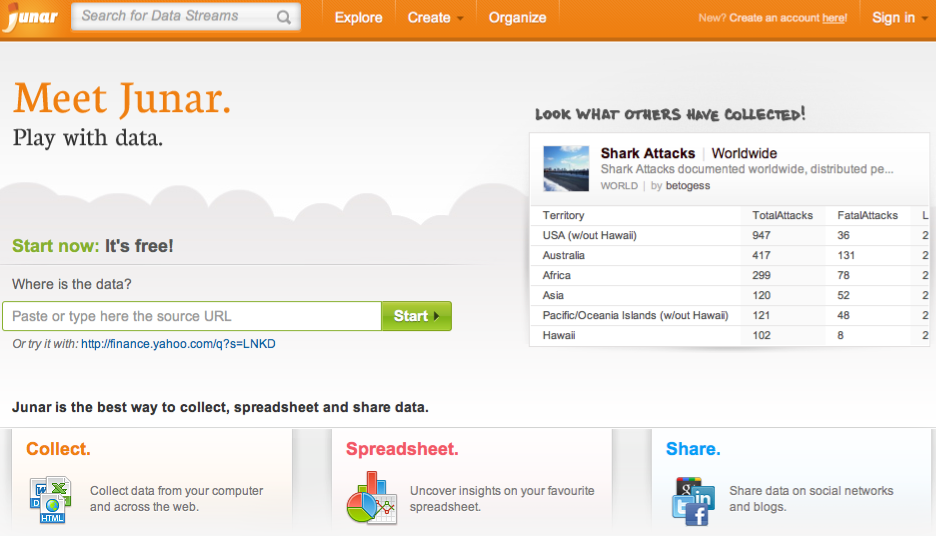 Junar
Search for Data Streams
Explore
Create
Organize
New? Create an account here!
Sign in
Meet Junar.
Play with data.
LOOK WHAT OTHERS HAVE COLLECTED!
Shark Attacks | Worldwide
Shark Attacks documented worldwide, distributed pe...
WORLD | by betogess
Territory TotalAttacks FatalAttacks L
USA (w/out Hawaii) 947 36 2
Australia 417 131 2
Africa 299 78 2
Asia 120 52 2
Pacific/Oceania Islands (w/out Hawaii) 121 48 2
Hawaii 102 8 2
Start now: It's free!
Where is the data?
Paste or type here the source URL
Start
Or try it with: http://finance.yahoo.com/q?s=LNKD
Junar is the best way to collect, spreadsheet and share data.
Collect.
W X
HTML
Collect data from your computer
and across the web.
Spreadsheet.
Uncover insights on your favourite
spreadsheet.
Share.
g
t in
f
Share data on social networks
and blogs.